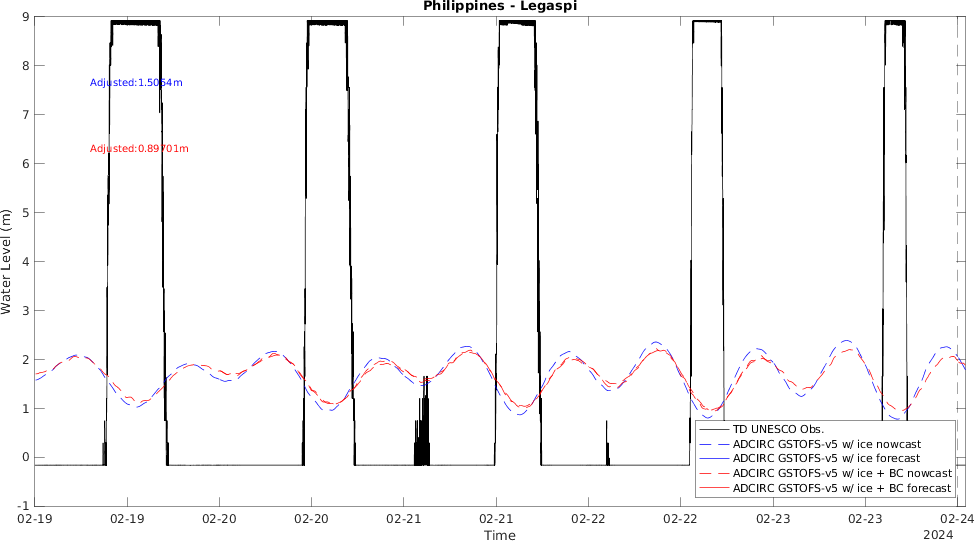 Philippines - Legaspi
9
8
Adjusted:1.5064m
7
Adjusted:0.89701m
6
5
4
3
2
1
0
-1
Water Level (m)
TD UNESCO Obs.
ADCIRC GSTOFS-v5 w/ ice nowcast
ADCIRC GSTOFS-v5 w/ ice forecast
ADCIRC GSTOFS-v5 w/ ice + BC nowcast
ADCIRC GSTOFS-v5 w/ ice + BC forecast
02-19 02-19 02-20 02-20 02-21 02-21 02-22 02-22 02-23 02-23 02-24
Time
2024